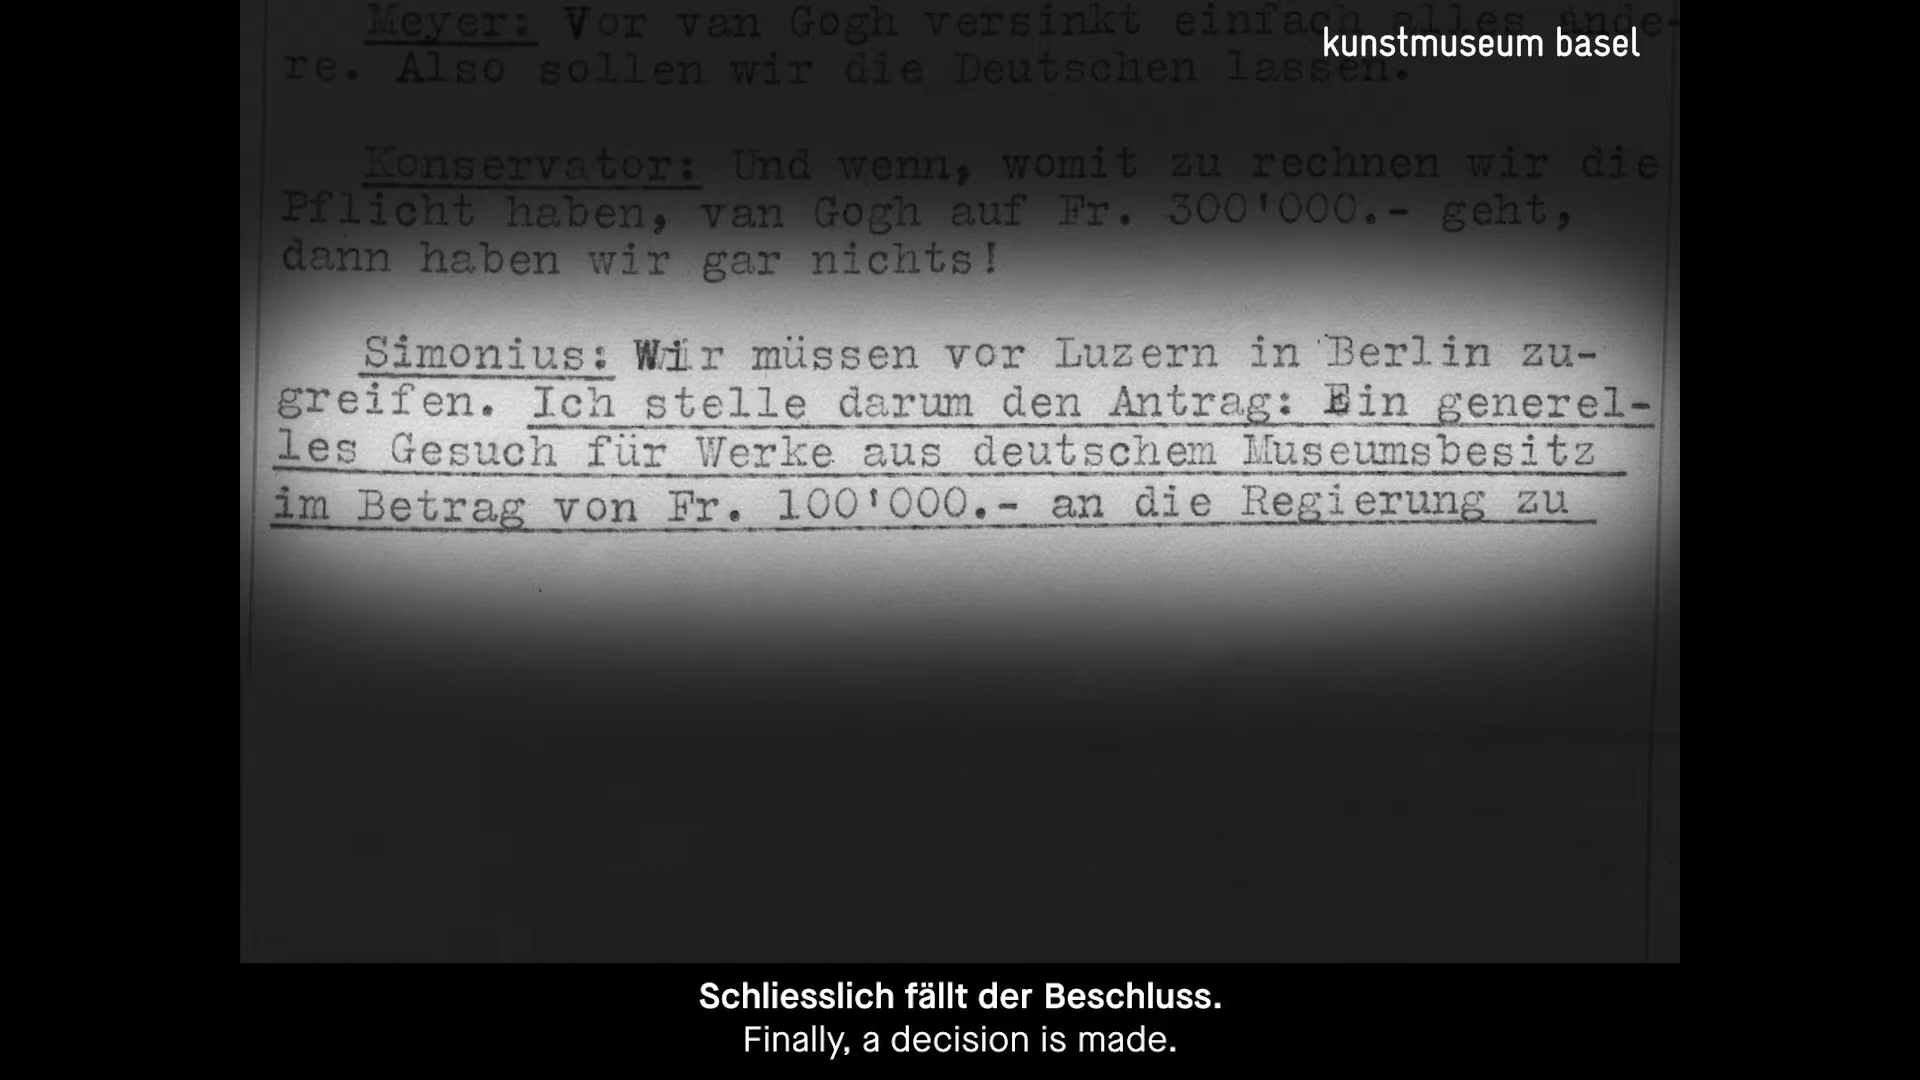 Meyer: Vor van Gogh versinkt einfach alles ande-
kunstmuseum basel
re. Also sollen wir die Deutschen lassen.
Konservator: Und wenn, womit zu rechnen wir die
Pflicht haben, van Gogh auf Fr. 300'000.- geht,
dann haben wir gar nichts!
Simonius: Wir müssen vor Luzern in Berlin zu-
greifen. Ich stelle darum den Antrag: Ein generel-
les Gesuch für Werke aus deutschem Museumsbesitz
im Betrag von Fr. 100'000.- an die Regierung zu
Schliesslich fällt der Beschluss.
Finally, a decision is made.